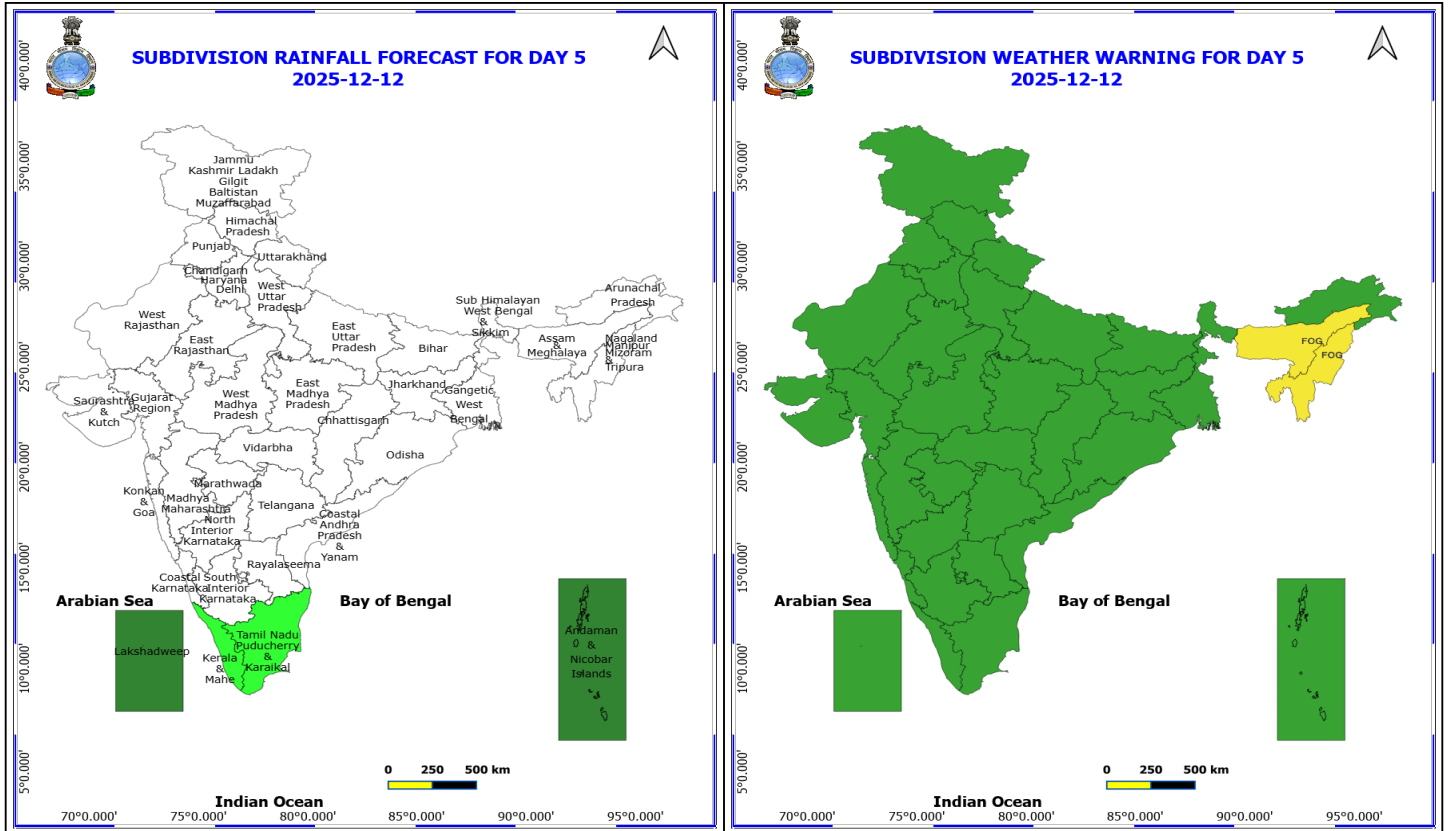 SUBDIVISION RAINFALL FORECAST FOR DAY 5
2025-12-12
40°0.000'
35°0.000'
30°0.000'
25°0.000'
20°0.000'
15°0.000'
10°0.000'
5°0.000'
Jammu
Kashmir Ladakh
Gilgit
Baltistan
Muzaffarabad
Himachal
Pradesh
Punjab
Uttarakhand
Chandigarh
Haryana
Delhi
West
Uttar
Pradesh
Arunachal
Pradesh
Sub Himalayan
West Bengal
&
Sikkim
West
Rajasthan
East
Rajasthan
East
Uttar
Pradesh
Bihar
Assam
&
Meghalaya
Nagaland
Manipur
Mizoram
&
Tripura
Saurashtra
&
Kutch
Gujarat
Region
West
Madhya
Pradesh
East
Madhya
Pradesh
Jharkhand
Gangetic
West
Bengal
Chhattisgarh
Vidarbha
Odisha
Konkan
&
Goa
Madhya
Maharashtra
Marathwada
Telangana
North
Interior
Karnataka
Coastal
Andhra
Pradesh
&
Yanam
Rayalaseema
Coastal
Karnataka
South
Interior
Karnataka
Arabian Sea
Bay of Bengal
Lakshadweep
Kerala
&
Mahe
Tamil Nadu
Puducherry
&
Karaikal
Andaman
&
Nicobar
Islands
0 250 500 km
Indian Ocean
70°0.000' 75°0.000' 80°0.000' 85°0.000' 90°0.000' 95°0.000'
SUBDIVISION WEATHER WARNING FOR DAY 5
2025-12-12
40°0.000'
35°0.000'
30°0.000'
25°0.000'
20°0.000'
15°0.000'
10°0.000'
5°0.000'
FOG
FOG
Arabian Sea
Bay of Bengal
0 250 500 km
Indian Ocean
70°0.000' 75°0.000' 80°0.000' 85°0.000' 90°0.000' 95°0.000'